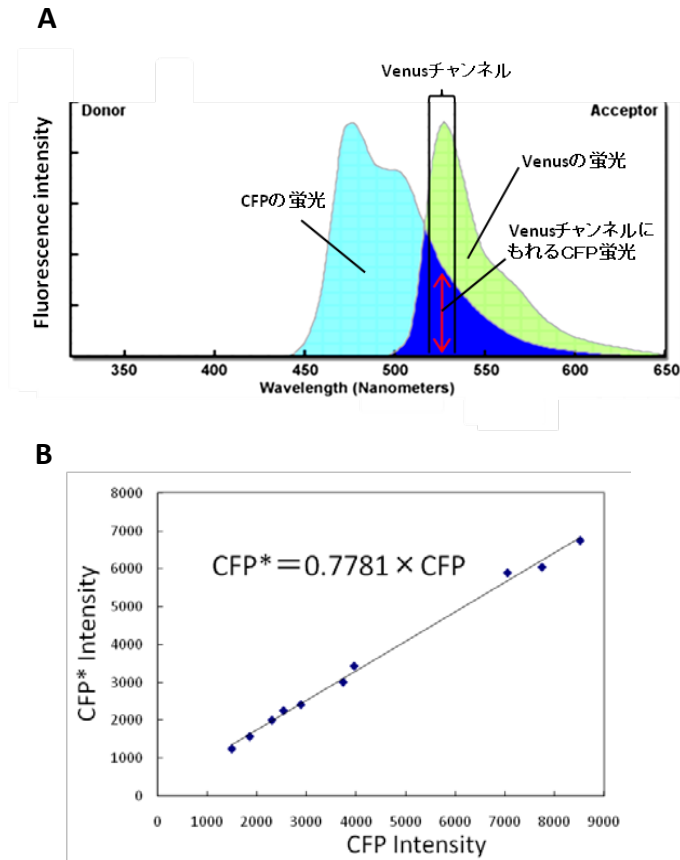 A
Venusチャンネル
Donor
Acceptor
Fluorescence intensity
CFPの蛍光
Venusの蛍光
Venusチャンネルに
もれるCFP蛍光
350 400 450 500 550 600 650
Wavelength (Nanometers)
B
8000
7000
6000
5000
4000
3000
2000
1000
0
CFP*＝0.7781×CFP
CFP* Intensity
0 1000 2000 3000 4000 5000 6000 7000 8000 9000
CFP Intensity